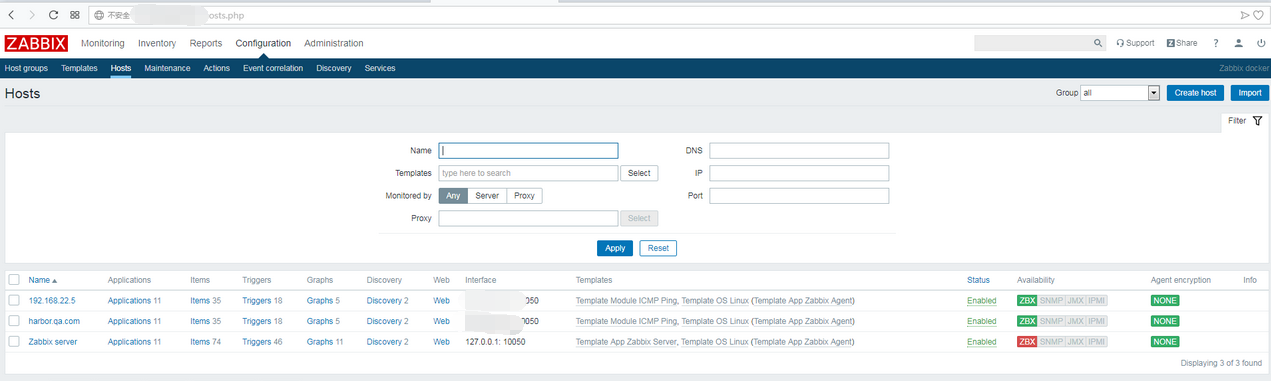 不安全 osts.php
ZABBIX Monitoring Inventory Reports Configuration Administration Support Z Share ?
Host groups Templates Hosts Maintenance Actions Event correlation Discovery Services Zabbix docker
Hosts Group all Create host Import
Filter
Name DNS
Templates type here to search Select IP
Monitored by Any Server Proxy Port
Proxy Select
Apply Reset
Name Applications Items Triggers Graphs Discovery Web Interface Templates Status Availability Agent encryption Info
192.168.22.5 Applications 11 Items 35 Triggers 18 Graphs 5 Discovery 2 Web 0050 Template Module ICMP Ping, Template OS Linux (Template App Zabbix Agent) Enabled ZBX SNMP JMX IPMI NONE
harbor.qa.com Applications 11 Items 35 Triggers 18 Graphs 5 Discovery 2 Web 0050 Template Module ICMP Ping, Template OS Linux (Template App Zabbix Agent) Enabled ZBX SNMP JMX IPMI NONE
Zabbix server Applications 11 Items 74 Triggers 46 Graphs 11 Discovery 2 Web 127.0.0.1: 10050 Template App Zabbix Server, Template OS Linux (Template App Zabbix Agent) Enabled ZBX SNMP JMX IPMI NONE
Displaying 3 of 3 found